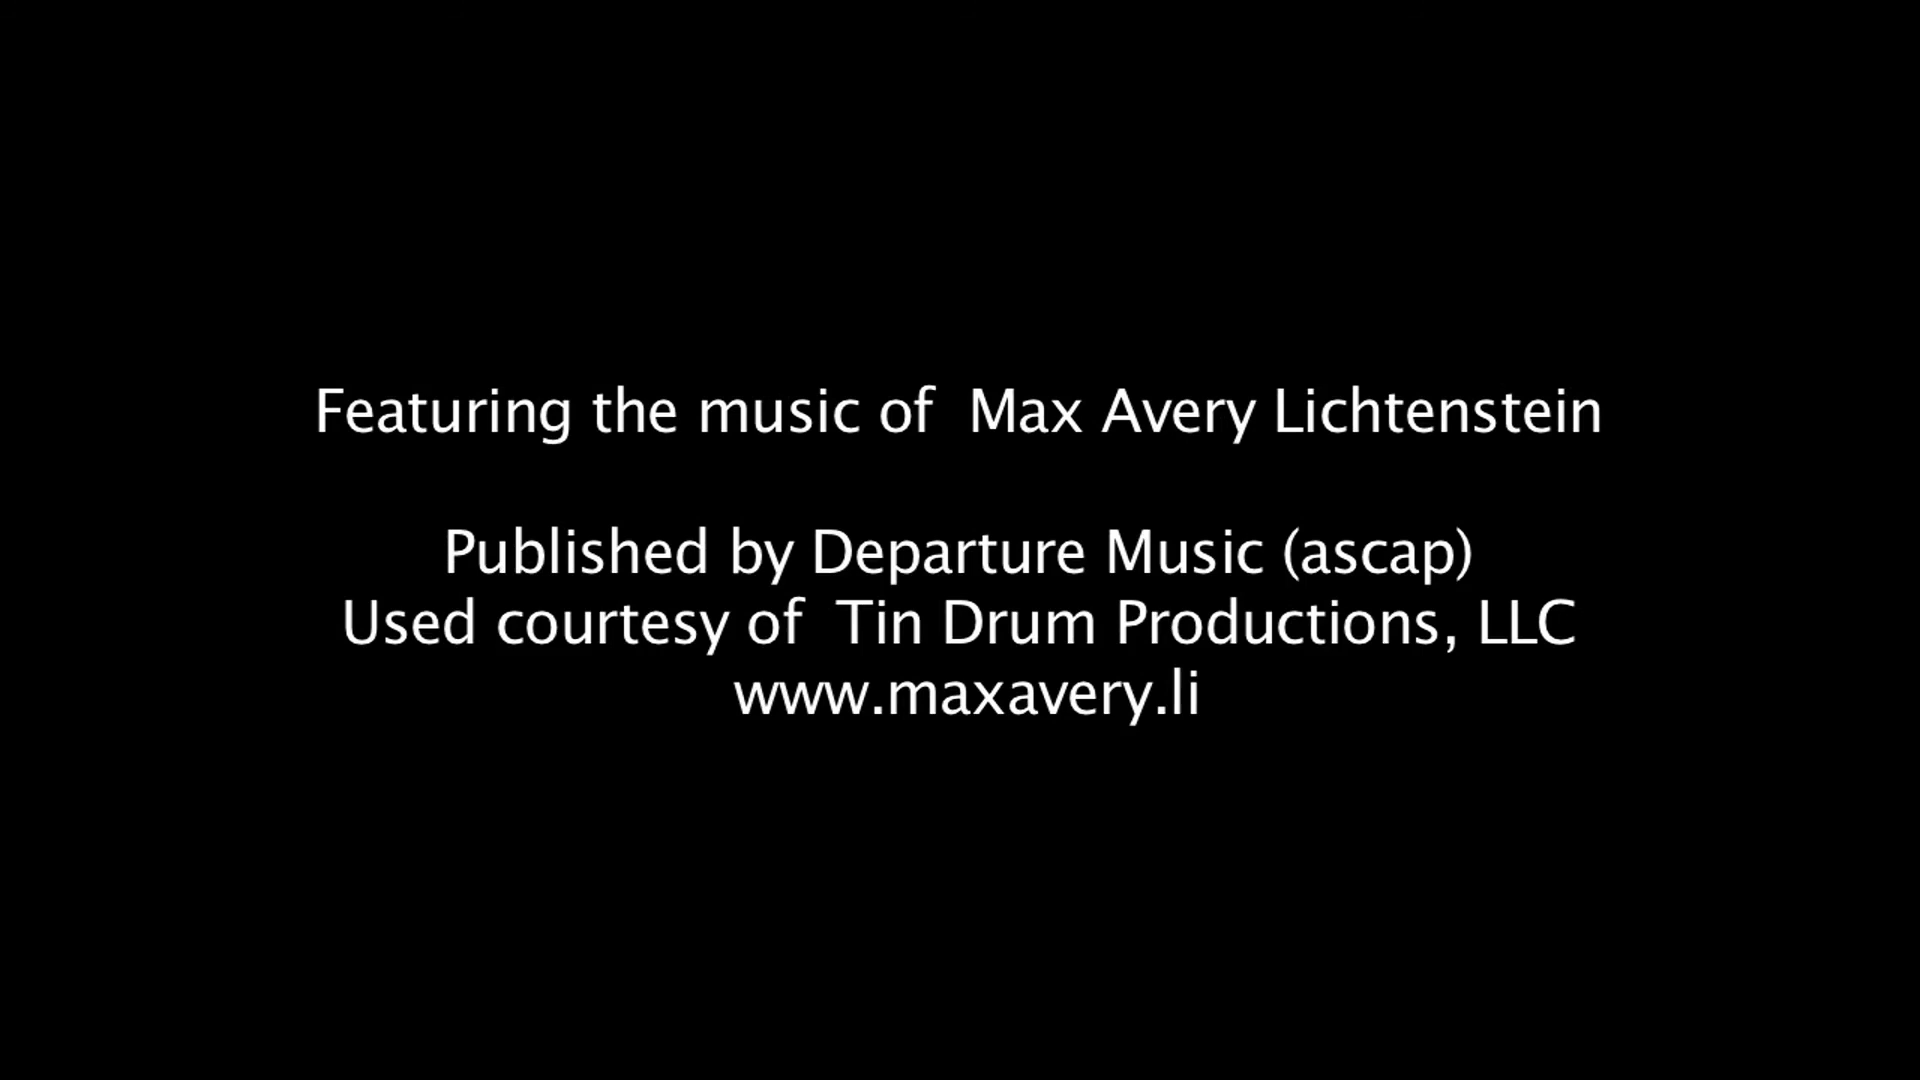 Featuring the music of  Max Avery Lichtenstein
Published by Departure Music (ascap)
Used courtesy of  Tin Drum Productions, LLC
www.maxavery.li